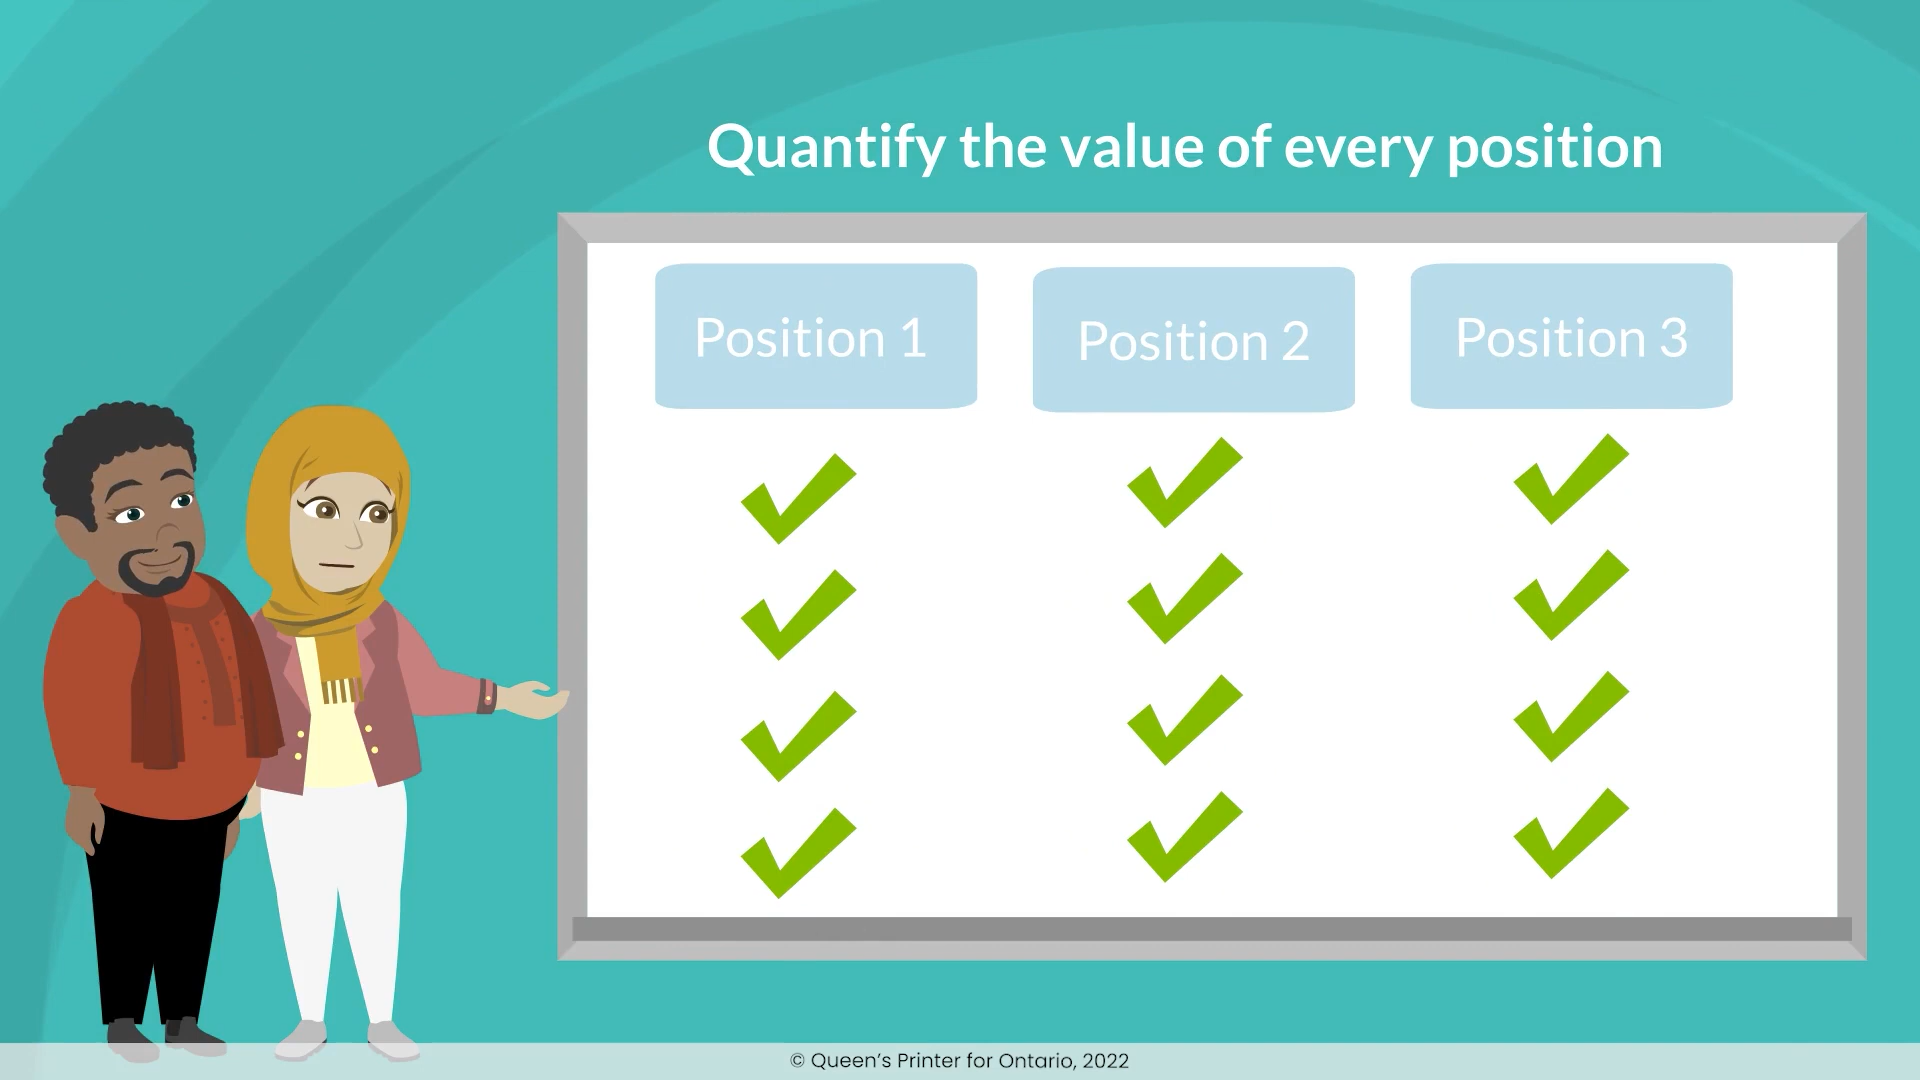 Quantify the value of every position
Position 1
Position 2
Position 3
© Queen's Printer for Ontario, 2022